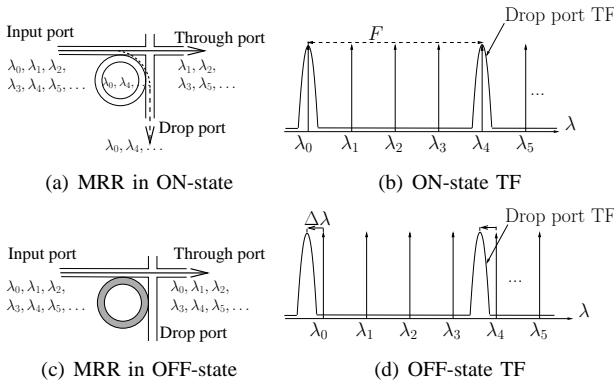 Input port
Through port
λ₀, λ₁, λ₂,
λ₃, λ₄, λ₅, ...
λ₀, λ₄, ...
λ₁, λ₂,
λ₃, λ₅, ...
Drop port
λ₀, λ₄, ...
(a) MRR in ON-state
F
Drop port TF
...
λ
λ₀ λ₁ λ₂ λ₃ λ₄ λ₅
(b) ON-state TF
Input port
Through port
λ₀, λ₁, λ₂,
λ₃, λ₄, λ₅, ...
λ₀, λ₁, λ₂,
λ₃, λ₄, λ₅, ...
Drop port
(c) MRR in OFF-state
Δλ
Drop port TF
...
λ
λ₀ λ₁ λ₂ λ₃ λ₄ λ₅
(d) OFF-state TF